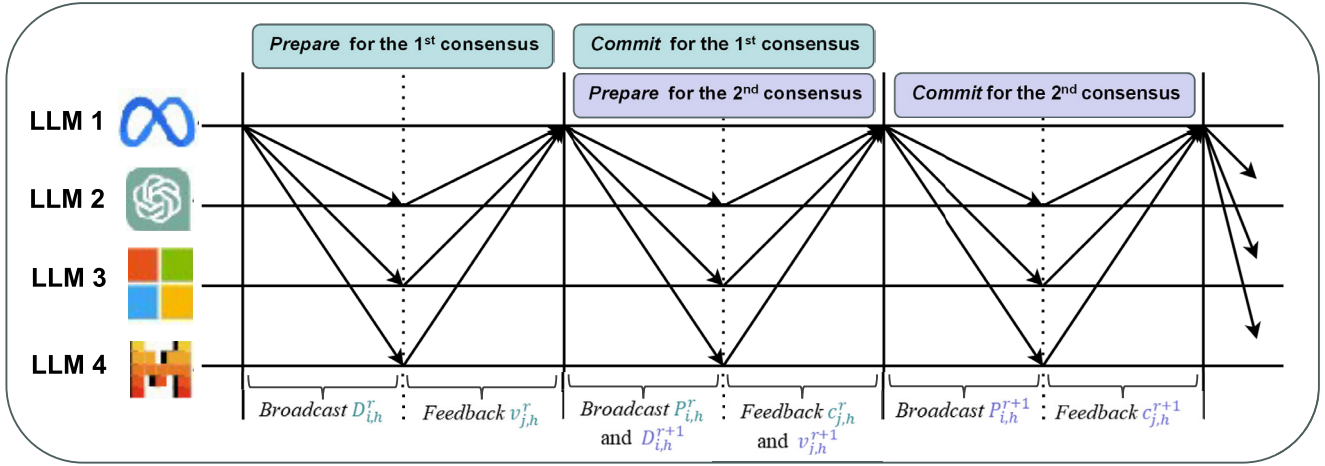 Prepare for the 1st consensus
Commit for the 1st consensus
Prepare for the 2nd consensus
Commit for the 2nd consensus
LLM 1
LLM 2
LLM 3
LLM 4
Broadcast D^r_{i,h}
Feedback v^r_{j,h}
Broadcast P^r_{i,h}
and D^{r+1}_{i,h}
Feedback c^r_{j,h}
and v^{r+1}_{j,h}
Broadcast P^{r+1}_{i,h}
Feedback c^{r+1}_{j,h}